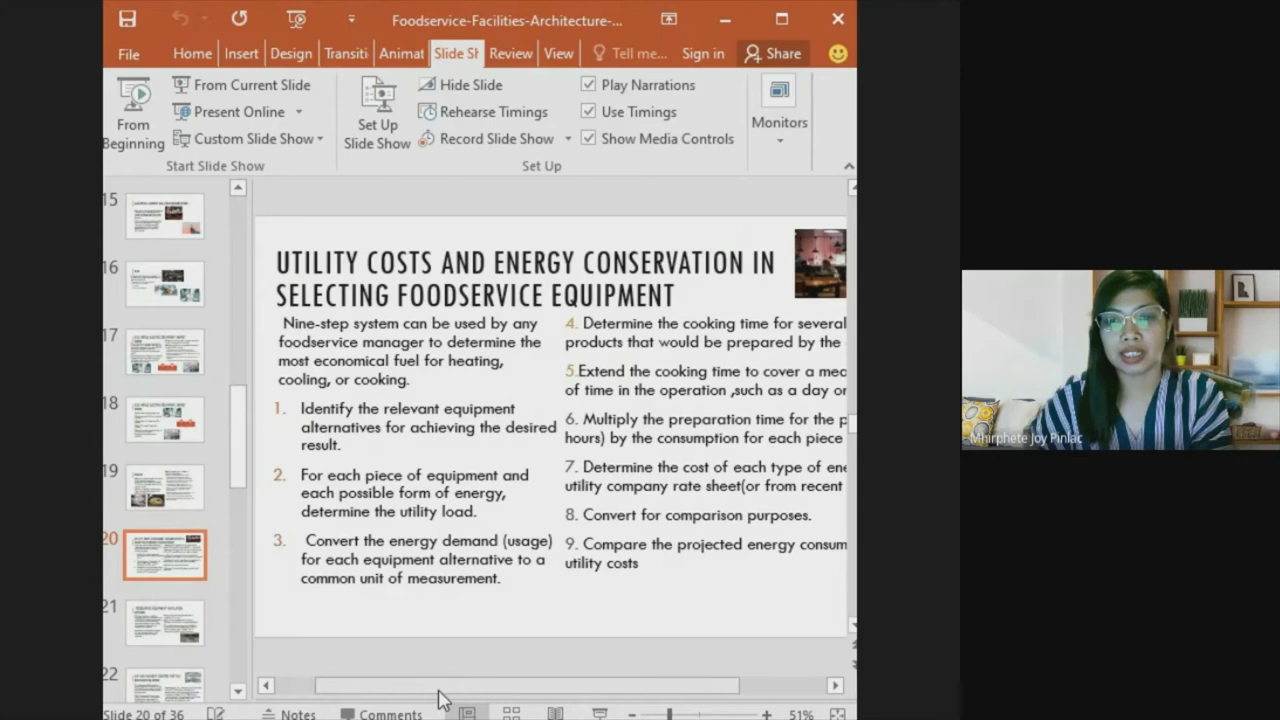 Foodservice-Facilities-Architecture-...
File Home Insert Design Transiti Animat Slide Sh Review View Tell me... Sign in Share
From Beginning
From Current Slide
Present Online
Custom Slide Show
Start Slide Show
Set Up Slide Show
Hide Slide
Rehearse Timings
Record Slide Show
Play Narrations
Use Timings
Show Media Controls
Set Up
Monitors
15
16
17
18
19
20
21
22
UTILITY COSTS AND ENERGY CONSERVATION IN
SELECTING FOODSERVICE EQUIPMENT
Nine-step system can be used by any
foodservice manager to determine the
most economical fuel for heating,
cooling, or cooking.
1. Identify the relevant equipment
alternatives for achieving the desired
result.
2. For each piece of equipment and
each possible form of energy,
determine the utility load.
3. Convert the energy demand (usage)
for each equipment alternative to a
common unit of measurement.
4. Determine the cooking time for several
products that would be prepared by the
5.Extend the cooking time to cover a mea
of time in the operation ,such as a day or
6. Multiply the preparation time for the p
hours) by the consumption for each piece
7. Determine the cost of each type of ene
utility company rate sheet(or from recent
8. Convert for comparison purposes.
9. Compare the projected energy consum
utility costs
Slide 20 of 36 Notes Comments 51%
Mhirphete Joy Pinlac